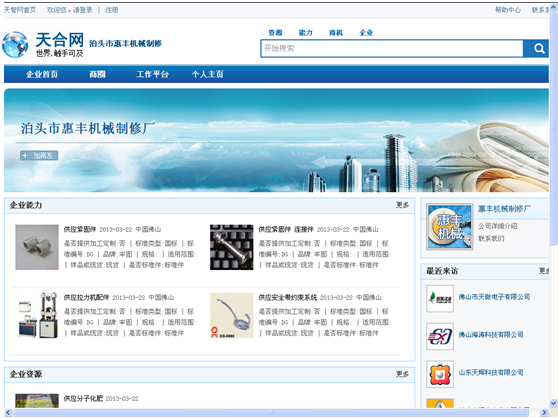 天智网首页 欢迎您,请登录 | 注册 帮助中心 联系我
天合网
世界,触手可及
泊头市惠丰机械制修
资源 能力 商机 企业
开始搜索
企业首页 商圈 工作平台 个人主页
泊头市惠丰机械制修厂
+ 加商友
企业能力 更多
供应紧固件 2013-03-22 中国佛山
是否提供加工定制:否 | 标准类型:国标 | 标
准编号:DG | 品牌:丰固 | 规格: | 适用范围:
| 样品或现货:现货 | 是否标准件:标准件
供应紧固件 连接件 2013-03-22 中国佛山
是否提供加工定制:否 | 标准类型:国标 | 标
准编号:DG | 品牌:丰固 | 规格: | 适用范围:
| 样品或现货:现货 | 是否标准件:标准件
供应拉力机配件 2013-03-22 中国佛山
是否提供加工定制:否 | 标准类型:国标 | 标
准编号:DG | 品牌:丰固 | 规格: | 适用范围:
| 样品或现货:现货 | 是否标准件:标准件
供应安全带约束系统 2013-03-22 中国佛山
是否提供加工定制:否 | 标准类型:国标 | 标
准编号:DG | 品牌:丰固 | 规格: | 适用范围:
| 样品或现货:现货 | 是否标准件:标准件
惠丰
机械
惠丰机械制修厂
公司详细介绍
联系我们
最近来访 更多
佛山市天骏电子有限公司
佛山海涛科技有限公司
山东天辉科技有限公司
企业资源 更多
供应分子化肥 2013-03-22